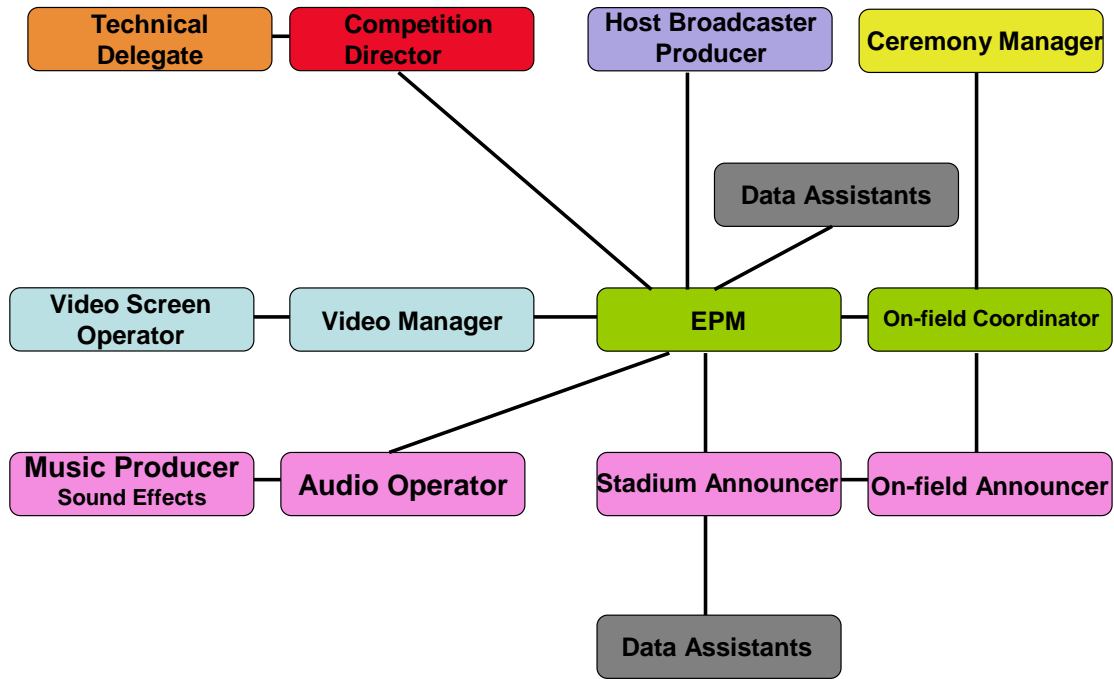 Technical
Delegate
Competition
Director
Host Broadcaster
Producer
Ceremony Manager
Data Assistants
Video Screen
Operator
Video Manager
EPM
On-field Coordinator
Music Producer
Sound Effects
Audio Operator
Stadium Announcer
On-field Announcer
Data Assistants